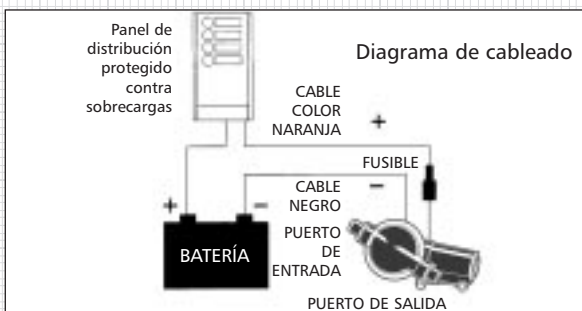 Panel de
distribución
protegido
contra
sobrecargas
Diagrama de cableado
CABLE
COLOR
NARANJA
+
FUSIBLE
+
−
CABLE
NEGRO
−
BATERÍA
PUERTO
DE
ENTRADA
PUERTO DE SALIDA